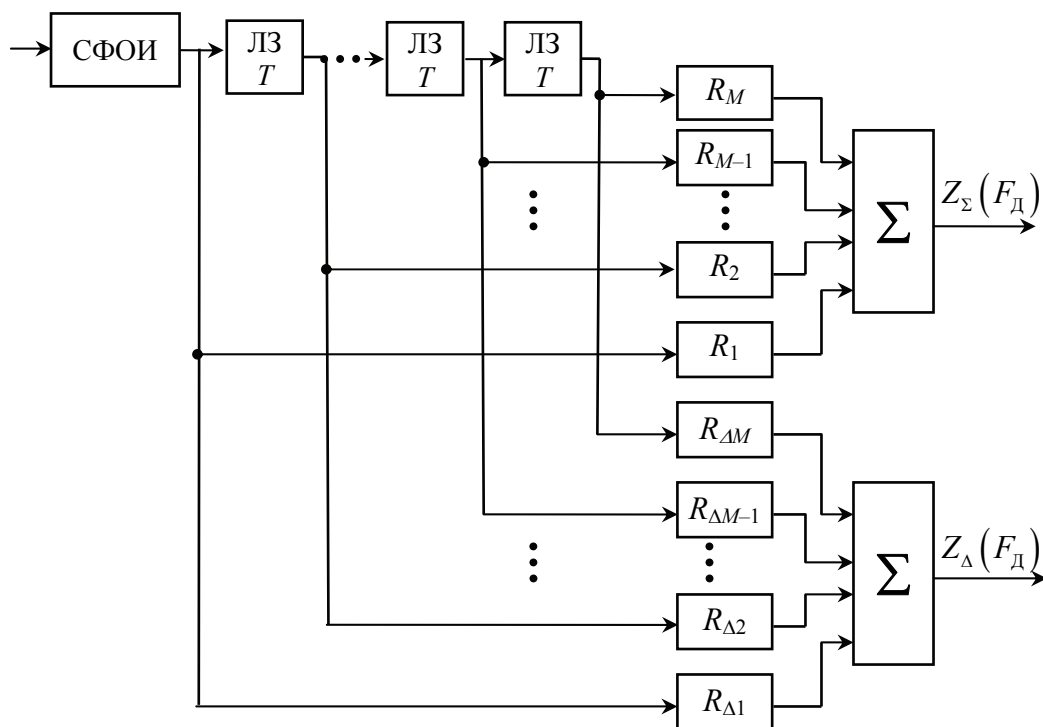 СФОИ
ЛЗ
T
ЛЗ
T
ЛЗ
T
R_M
R_{M–1}
R_2
R_1
Σ
Z_Σ(F_Д)
R_{ΔM}
R_{ΔM–1}
R_{Δ2}
R_{Δ1}
Σ
Z_Δ(F_Д)